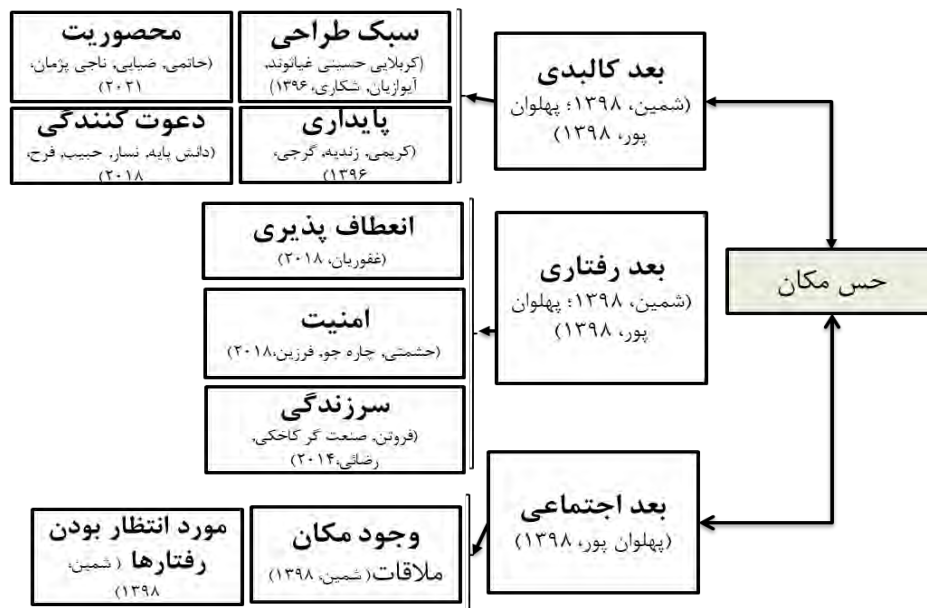 حس مکان
بعد کالبدی
(شمین، ۱۳۹۸؛ پهلوان
پور، ۱۳۹۸)
سبک طراحی
(کربلایی حسینی غیاثوند,
آیوازیان, شکاری, ۱۳۹۶)
محصوریت
(حاتمی, ضیایی, ناجی پژمان,
۲۰۲۱)
پایداری
(کریمی, زندیه, گرجی,
۱۳۹۶)
دعوت کنندگی
(دانش پایه, نسار, حبیب, فرح,
۲۰۱۸)
بعد رفتاری
(شمین، ۱۳۹۸؛ پهلوان
پور، ۱۳۹۸)
انعطاف پذیری
(غفوریان, ۲۰۱۸)
امنیت
(حشمتی, چاره جو, فرزین,۲۰۱۸)
سرزندگی
(فروتن, صنعت گر کاخکی,
رضائی,۲۰۱۴)
بعد اجتماعی
(پهلوان پور، ۱۳۹۸)
وجود مکان
ملاقات( شمین، ۱۳۹۸)
مورد انتظار بودن
رفتارها ( شمین،
۱۳۹۸)